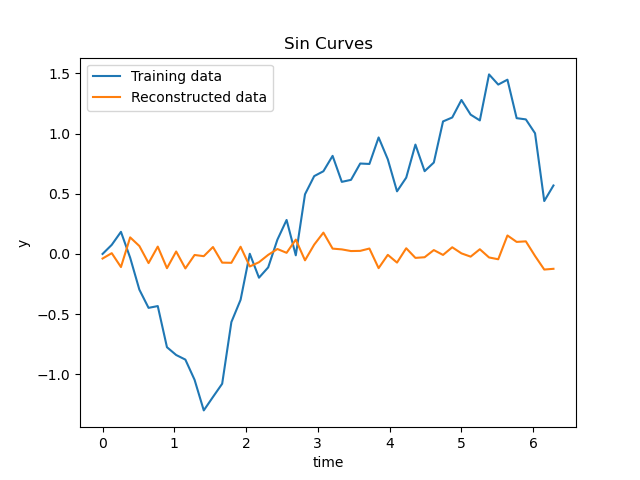 Sin Curves
Training data
Reconstructed data
1.5
1.0
0.5
0.0
−0.5
−1.0
y
0 1 2 3 4 5 6
time